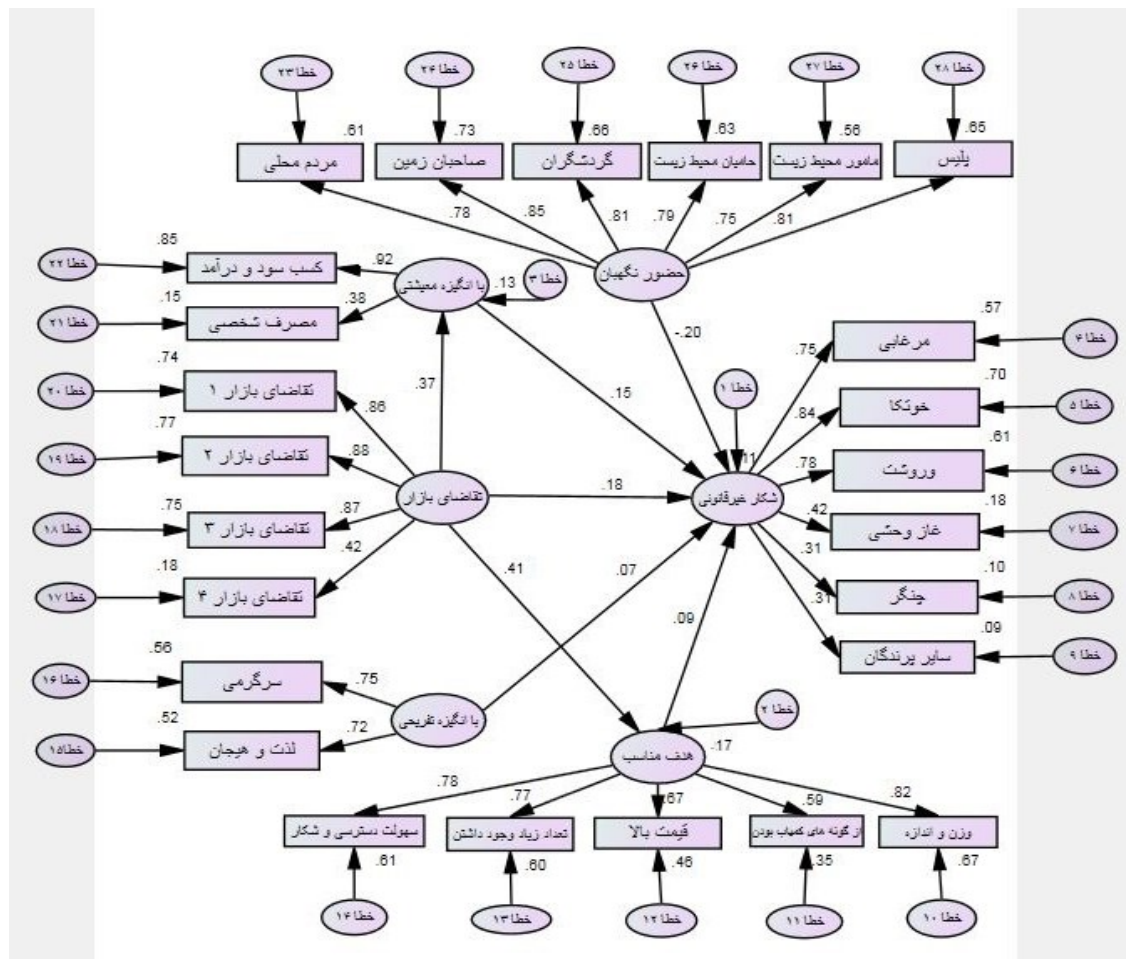 خطا ۲۳
خطا ۲۴
خطا ۲۵
خطا ۲۶
خطا ۲۷
خطا ۲۸
.61
.73
.66
.63
.56
.65
مردم محلی
صاحبان زمین
گردشگران
حامیان محیط زیست
مامور محیط زیست
پلیس
.78
.85
.81
.79
.75
.81
حضور نگهبان
-.20
خطا ۲۲
.85
کسب سود و درآمد
.92
با انگیزه معیشتی
.13
خطا ۳
خطا ۲۱
.15
مصرف شخصی
.38
.37
.15
خطا ۲۰
.74
تقاضای بازار ۱
.86
خطا ۱۹
.77
تقاضای بازار ۲
.88
خطا ۱۸
.75
تقاضای بازار ۳
.87
خطا ۱۷
.18
تقاضای بازار ۴
.42
تقاضای بازار
.18
.41
خطا ۱
.11
شکار غیرقانونی
.75
مرغابی
.57
خطا ۴
.84
خوتکا
.70
خطا ۵
.78
وروشت
.61
خطا ۶
.42
غاز وحشی
.18
خطا ۷
.31
چنگر
.10
خطا ۸
.31
سایر پرندگان
.09
خطا ۹
خطا ۱۶
.56
سرگرمی
.75
با انگیزه تفریحی
.07
خطا۱۵
.52
لذت و هیجان
.72
.09
خطا ۲
هدف مناسب
.17
.78
.77
.67
.59
.82
سهولت دسترسی و شکار
تعداد زیاد وجود داشتن
قیمت بالا
از گونه های کمیاب بودن
وزن و اندازه
.61
.60
.46
.35
.67
خطا ۱۴
خطا ۱۳
خطا ۱۲
خطا ۱۱
خطا ۱۰